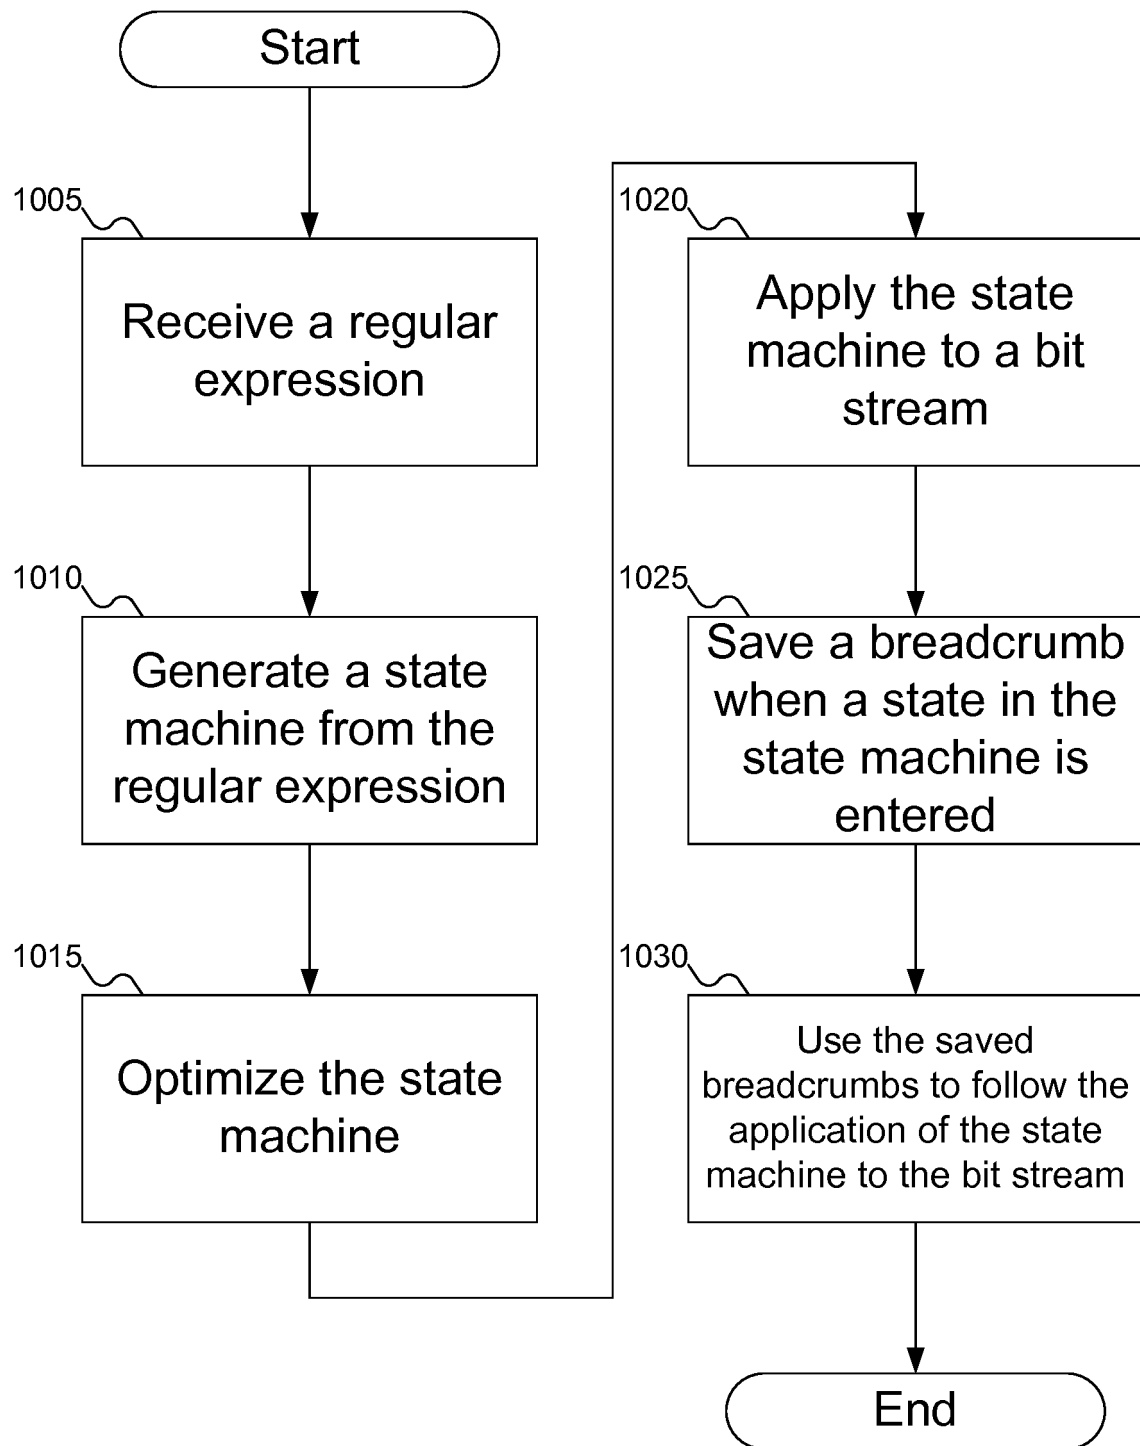 Start
1005
Receive a regular
expression
1010
Generate a state
machine from the
regular expression
1015
Optimize the state
machine
1020
Apply the state
machine to a bit
stream
1025
Save a breadcrumb
when a state in the
state machine is
entered
1030
Use the saved
breadcrumbs to follow the
application of the state
machine to the bit stream
End